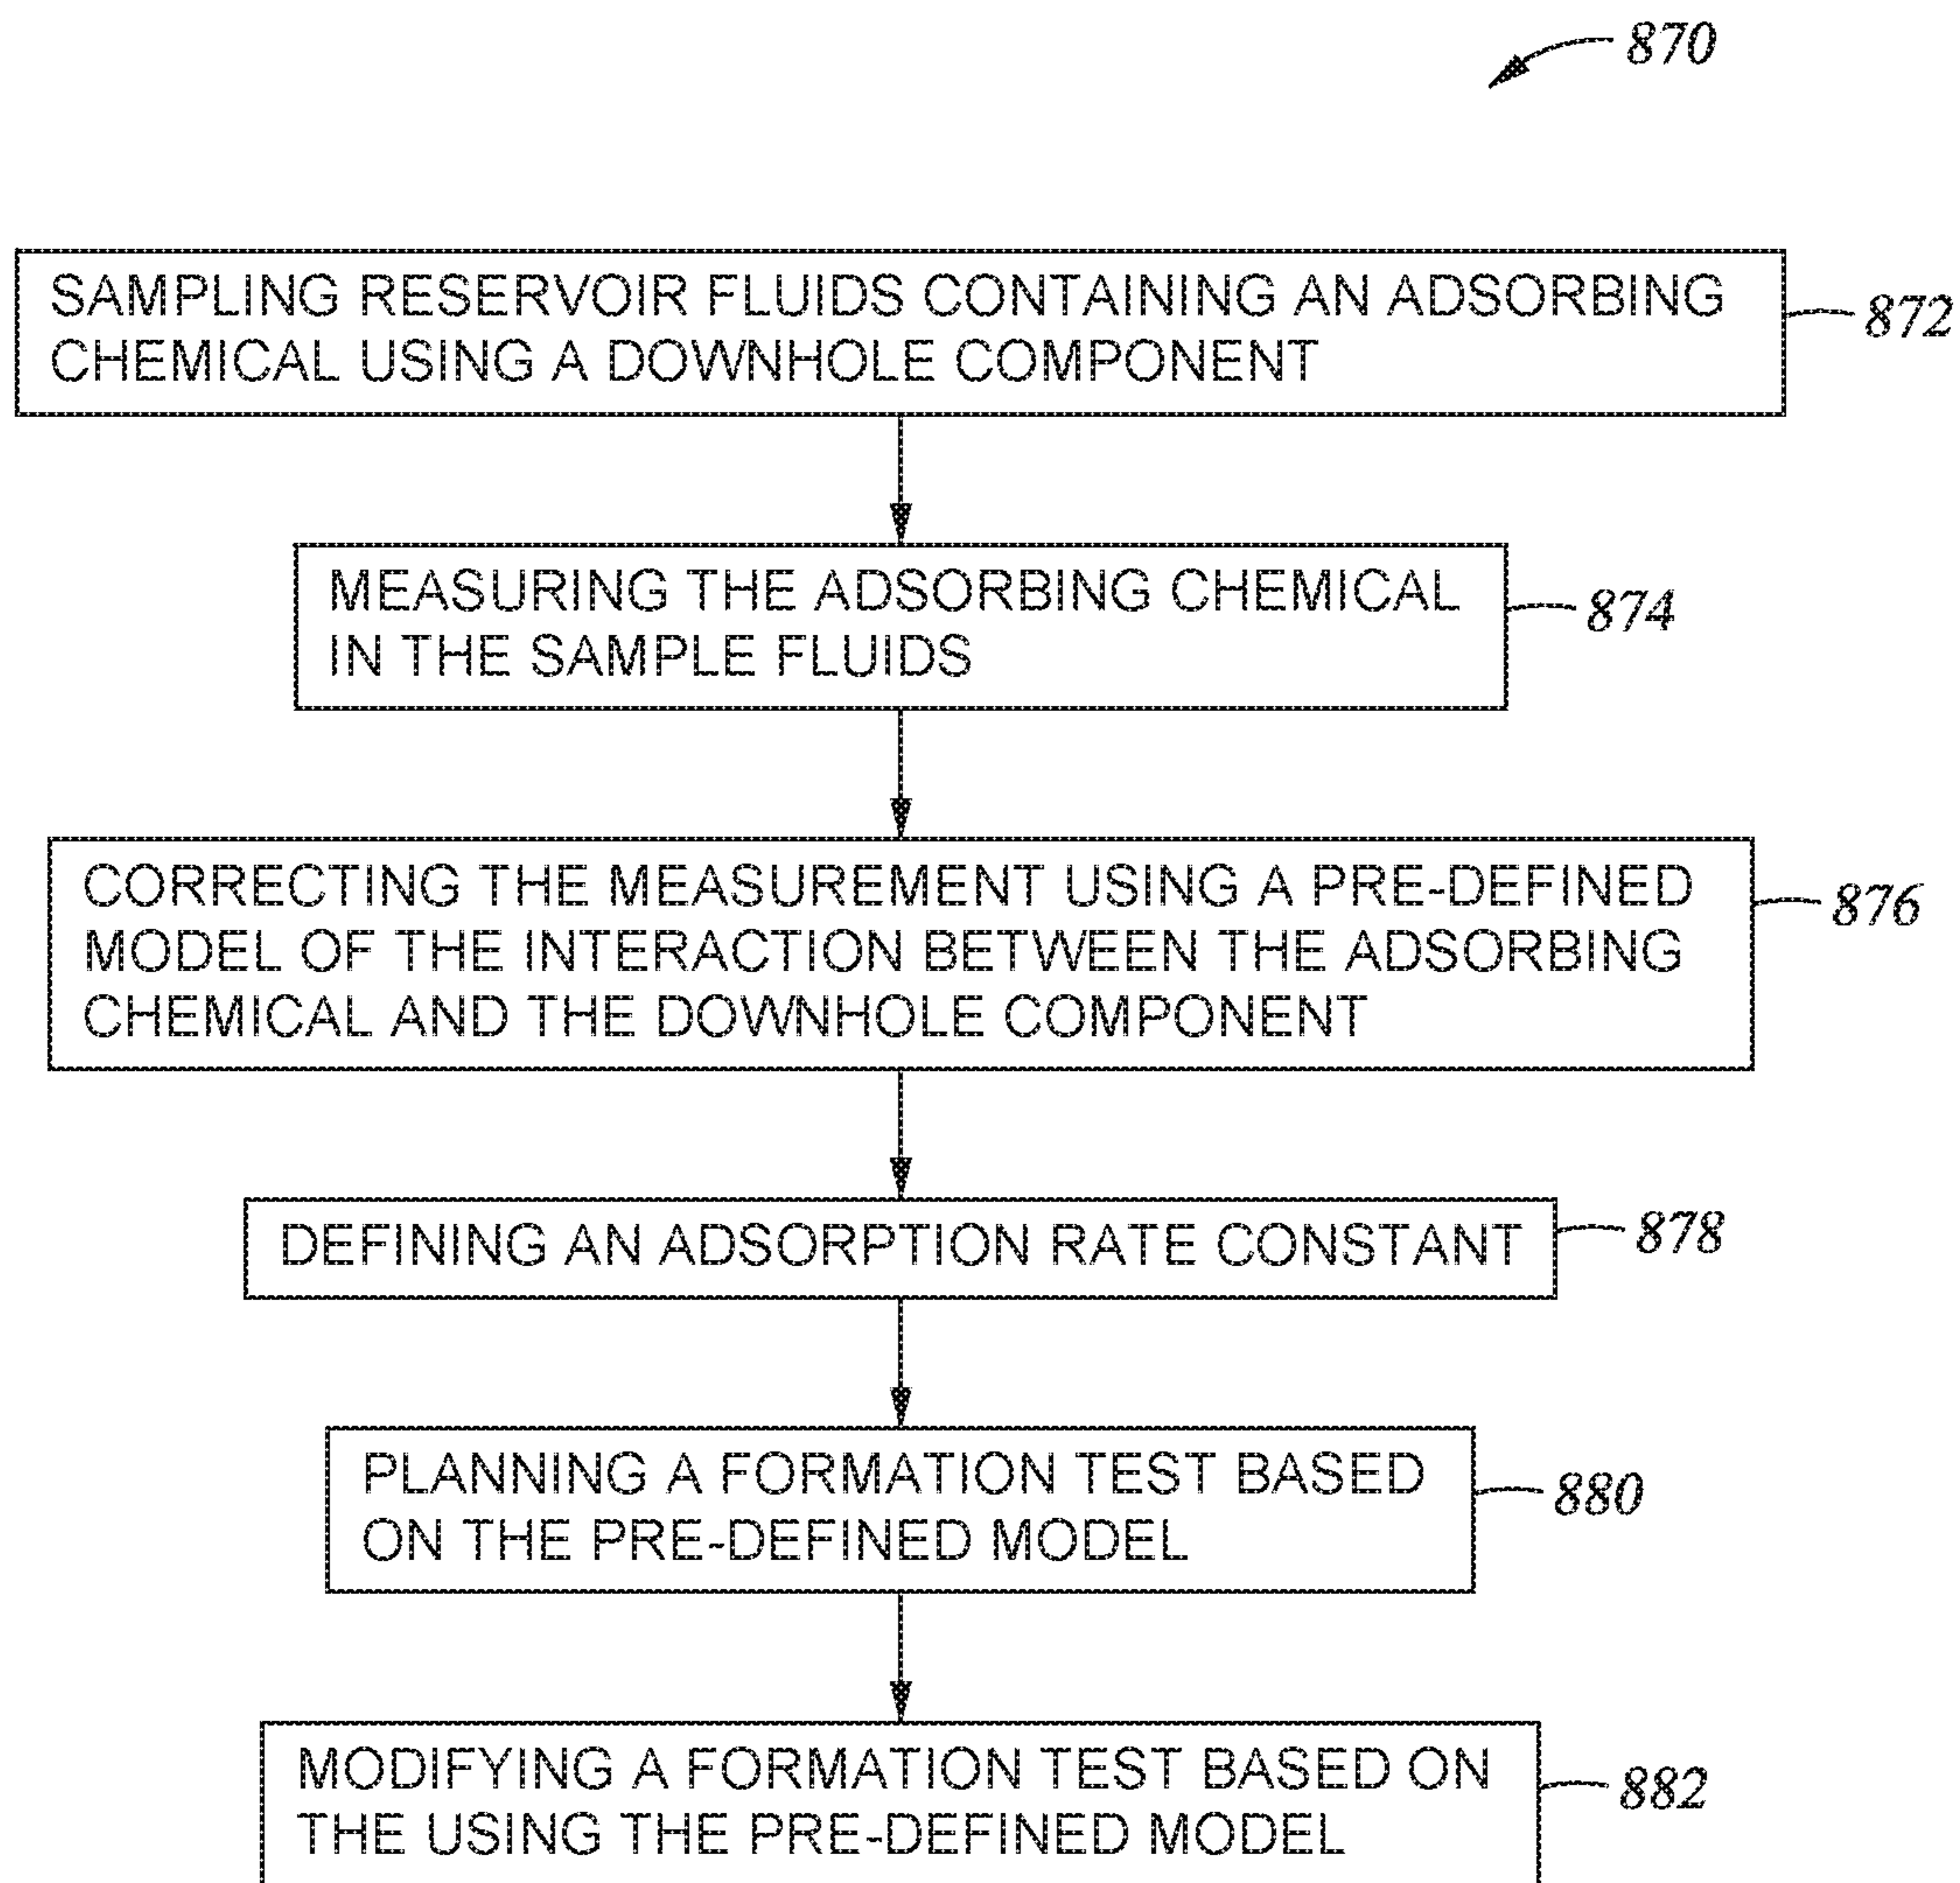 870
SAMPLING RESERVOIR FLUIDS CONTAINING AN ADSORBING
CHEMICAL USING A DOWNHOLE COMPONENT
872
MEASURING THE ADSORBING CHEMICAL
IN THE SAMPLE FLUIDS
874
CORRECTING THE MEASUREMENT USING A PRE-DEFINED
MODEL OF THE INTERACTION BETWEEN THE ADSORBING
CHEMICAL AND THE DOWNHOLE COMPONENT
876
DEFINING AN ADSORPTION RATE CONSTANT
878
PLANNING A FORMATION TEST BASED
ON THE PRE-DEFINED MODEL
880
MODIFYING A FORMATION TEST BASED ON
THE USING THE PRE-DEFINED MODEL
882